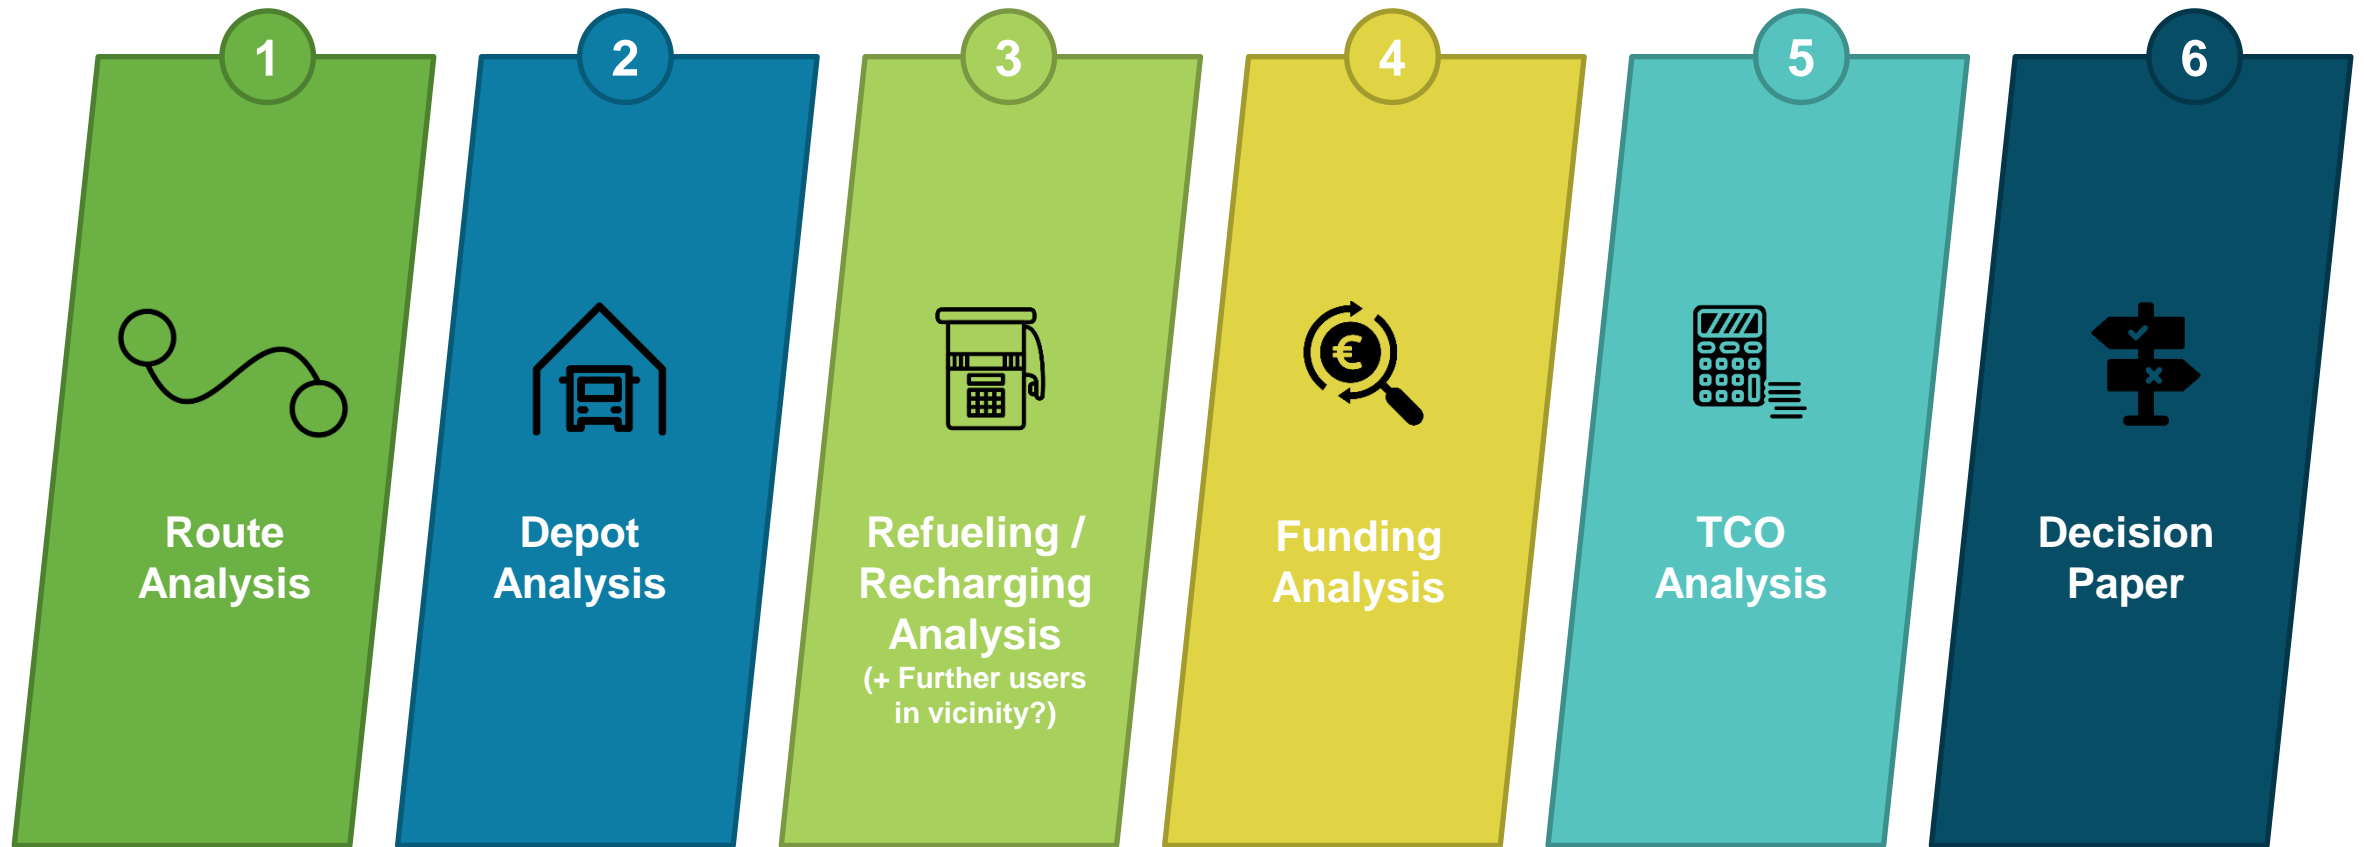 1
Route
Analysis
2
Depot
Analysis
3
Refueling /
Recharging
Analysis
(+ Further users
in vicinity?)
4
€
Funding
Analysis
5
TCO
Analysis
6
Decision
Paper